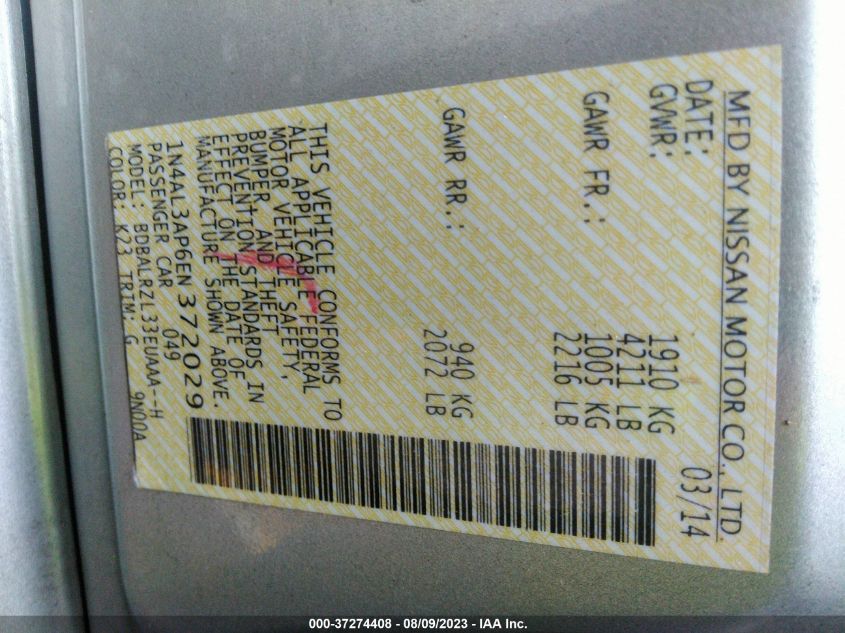 MFD BY NISSAN MOTOR CO., LTD.
DATE: 03/14
GVWR: 1910 KG
4211 LB
GAWR FR.: 1005 KG
2216 LB
GAWR RR.: 940 KG
2072 LB
THIS VEHICLE CONFORMS TO
ALL APPLICABLE FEDERAL
MOTOR VEHICLE SAFETY,
BUMPER AND THEFT
PREVENTION STANDARDS IN
EFFECT ON THE DATE OF
MANUFACTURE SHOWN ABOVE.
1N4AL3AP6EN372029
PASSENGER CAR 049
MODEL: BDBALRZL33EUAAA--H
COLOR: K23 TRIM: G 9N00A
000-37274408 - 08/09/2023 - IAA Inc.